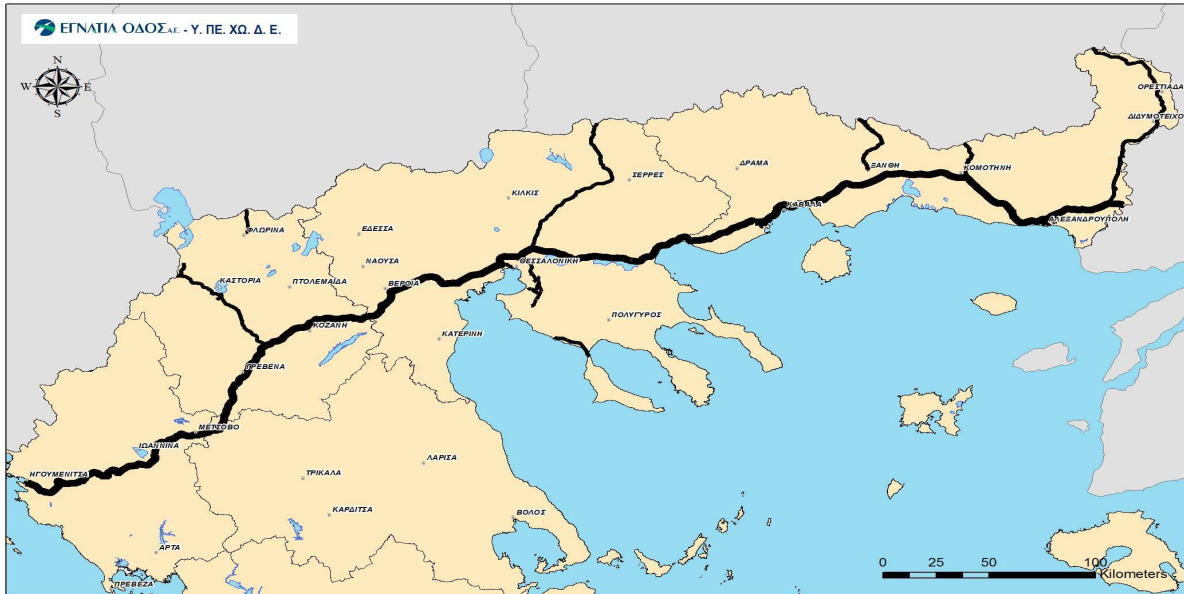 ΕΓΝΑΤΙΑ ΟΔΟΣ Α.Ε. - Υ. ΠΕ. ΧΩ. Δ. Ε.
N
W E
S
ΟΡΕΣΤΙΑΔΑ
ΔΙΔΥΜΟΤΕΙΧΟ
ΞΑΝΘΗ
ΚΟΜΟΤΗΝΗ
ΔΡΑΜΑ
ΣΕΡΡΕΣ
ΚΙΛΚΙΣ
ΚΑΒΑΛΑ
ΑΛΕΞΑΝΔΡΟΥΠΟΛΗ
ΦΛΩΡΙΝΑ
ΕΔΕΣΣΑ
ΝΑΟΥΣΑ
ΘΕΣΣΑΛΟΝΙΚΗ
ΚΑΣΤΟΡΙΑ
ΠΤΟΛΕΜΑΪΔΑ
ΒΕΡΟΙΑ
ΠΟΛΥΓΥΡΟΣ
ΚΟΖΑΝΗ
ΚΑΤΕΡΙΝΗ
ΓΡΕΒΕΝΑ
ΜΕΤΣΟΒΟ
ΙΩΑΝΝΙΝΑ
ΗΓΟΥΜΕΝΙΤΣΑ
ΛΑΡΙΣΑ
ΤΡΙΚΑΛΑ
ΚΑΡΔΙΤΣΑ
ΒΟΛΟΣ
ΑΡΤΑ
ΠΡΕΒΕΖΑ
0 25 50 100
Kilometers